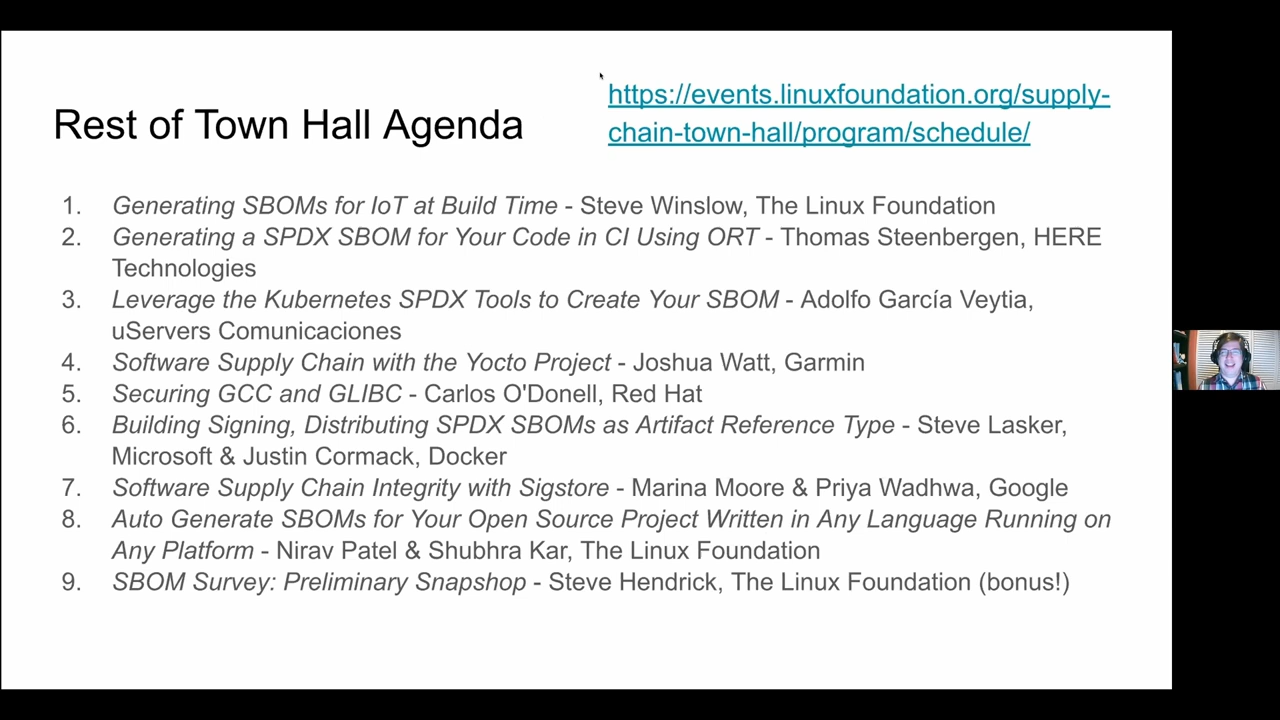 Rest of Town Hall Agenda
https://events.linuxfoundation.org/supply-
chain-town-hall/program/schedule/
1. Generating SBOMs for IoT at Build Time - Steve Winslow, The Linux Foundation
2. Generating a SPDX SBOM for Your Code in CI Using ORT - Thomas Steenbergen, HERE
Technologies
3. Leverage the Kubernetes SPDX Tools to Create Your SBOM - Adolfo García Veytia,
uServers Comunicaciones
4. Software Supply Chain with the Yocto Project - Joshua Watt, Garmin
5. Securing GCC and GLIBC - Carlos O'Donell, Red Hat
6. Building Signing, Distributing SPDX SBOMs as Artifact Reference Type - Steve Lasker,
Microsoft & Justin Cormack, Docker
7. Software Supply Chain Integrity with Sigstore - Marina Moore & Priya Wadhwa, Google
8. Auto Generate SBOMs for Your Open Source Project Written in Any Language Running on
Any Platform - Nirav Patel & Shubhra Kar, The Linux Foundation
9. SBOM Survey: Preliminary Snapshop - Steve Hendrick, The Linux Foundation (bonus!)